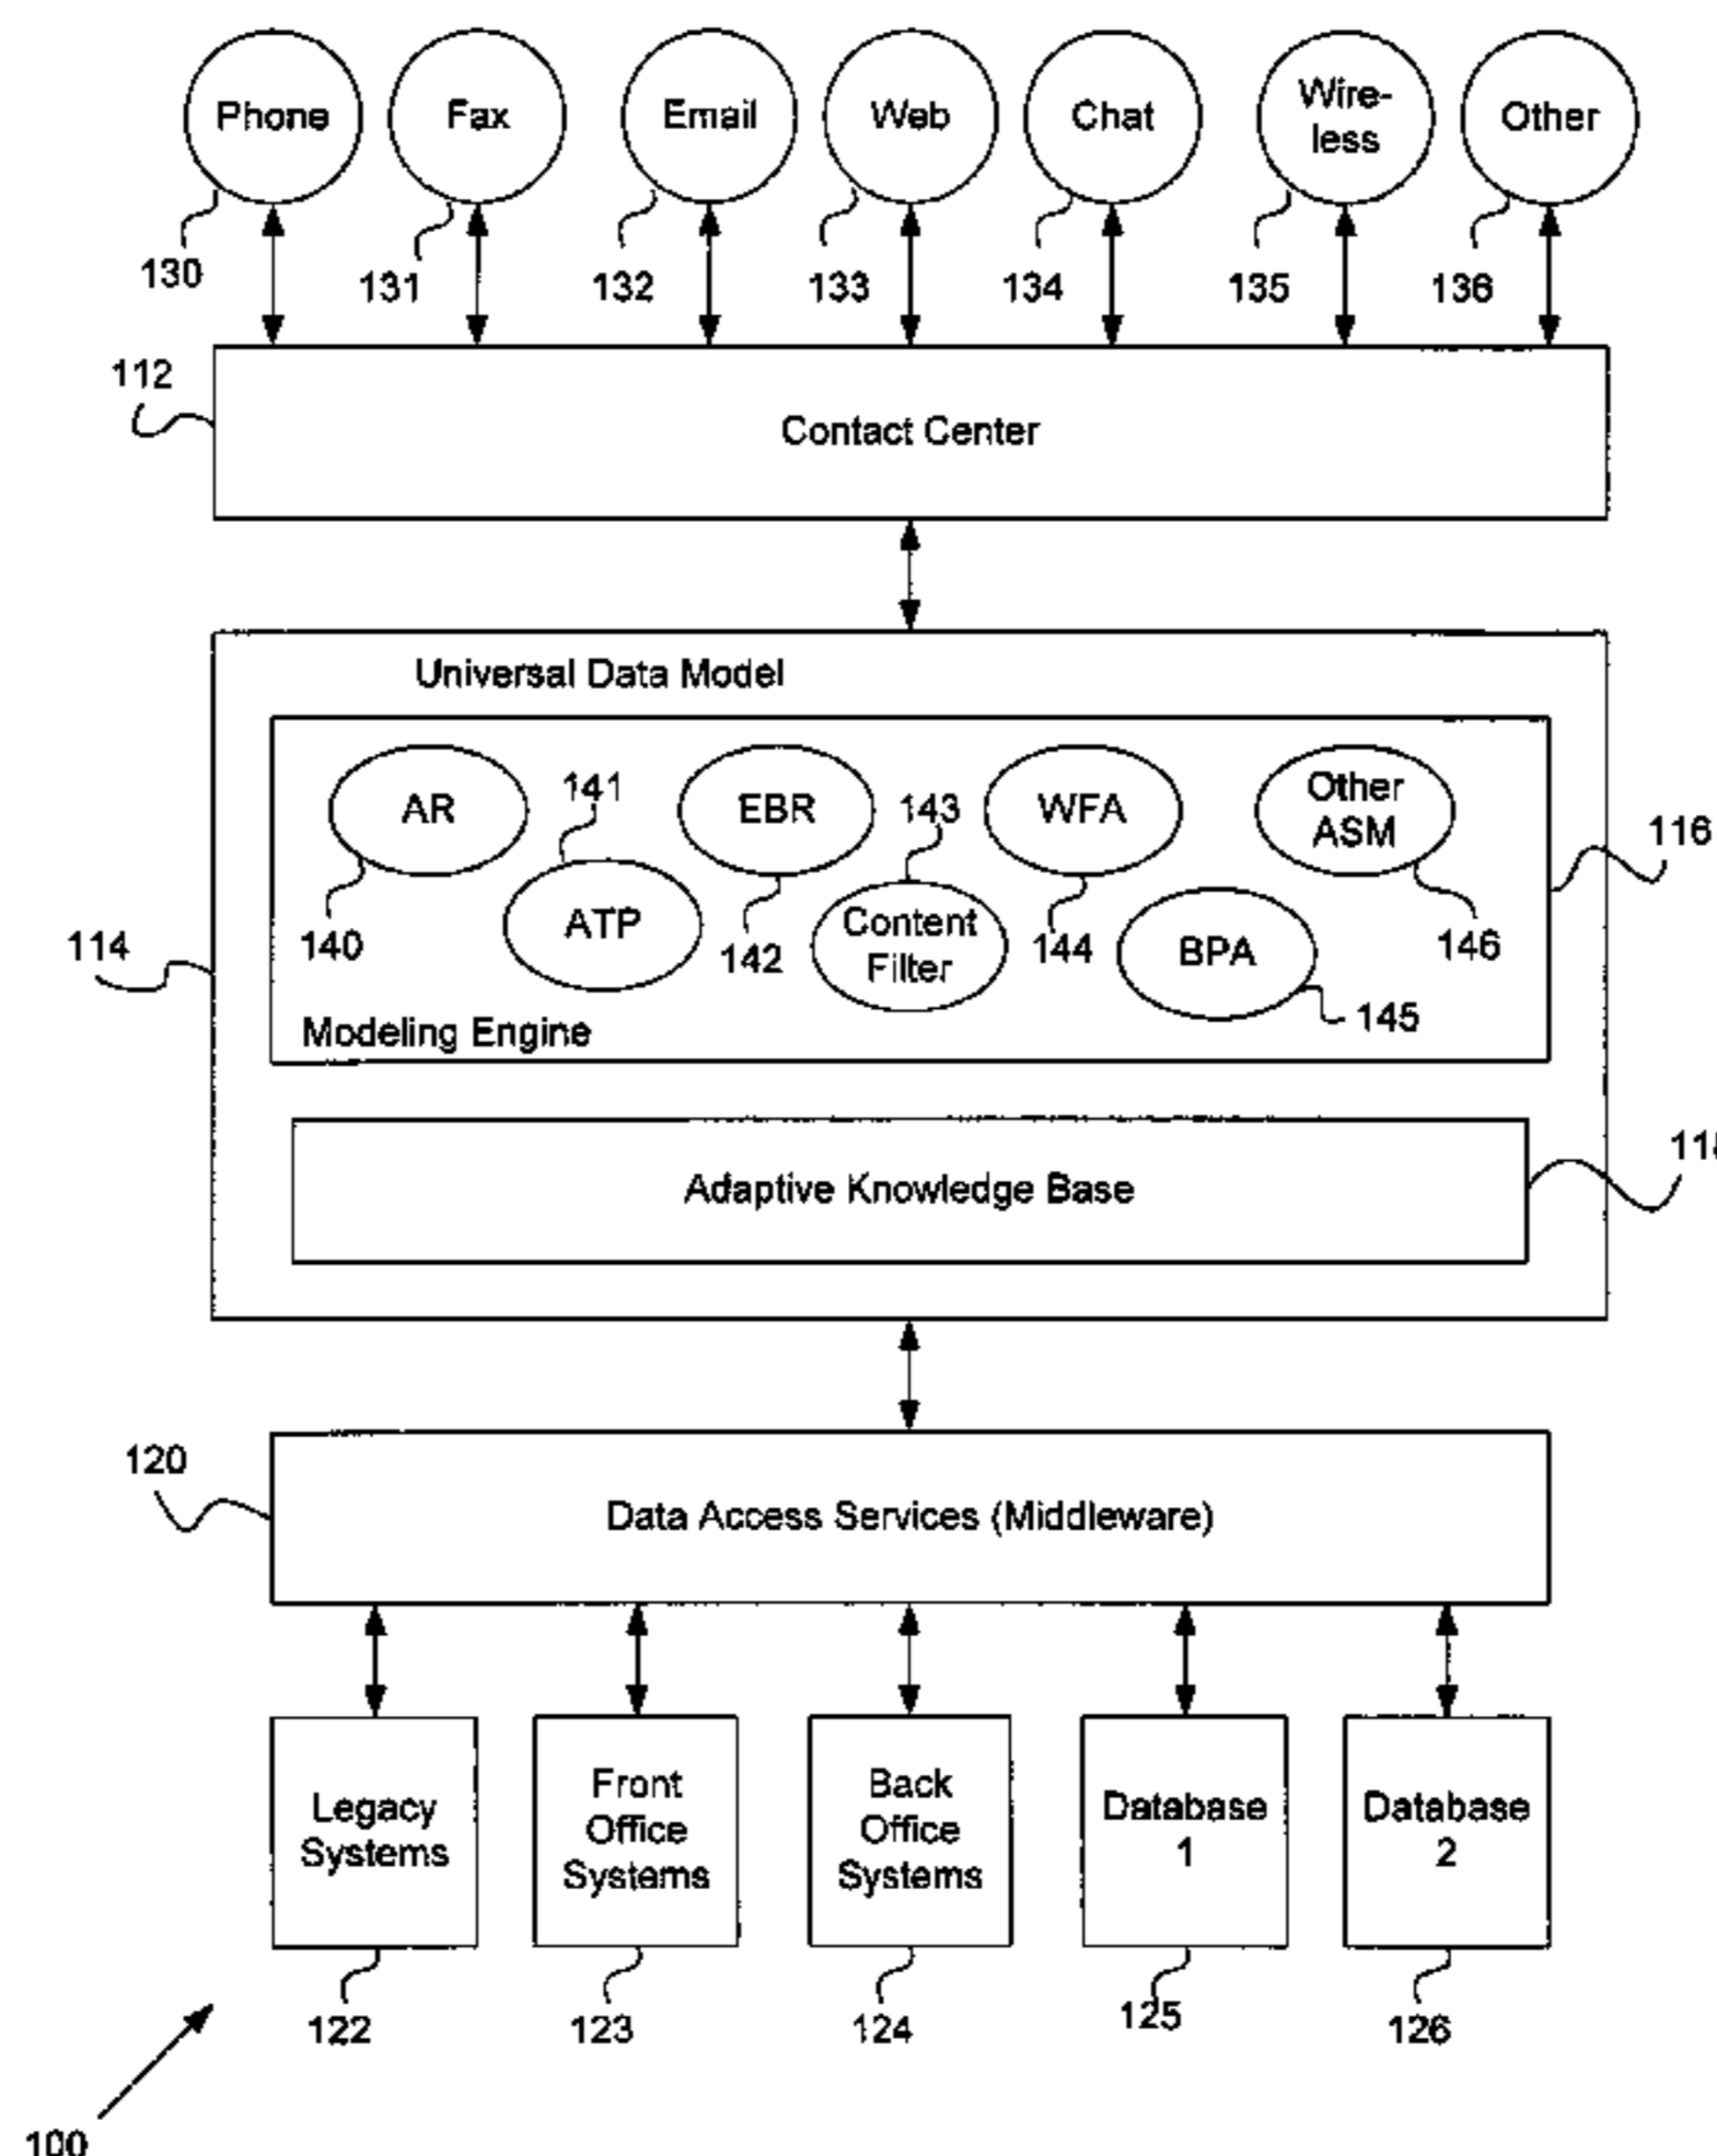 Phone
Fax
Email
Web
Chat
Wire-
less
Other
130
131
132
133
134
135
136
112
Contact Center
Universal Data Model
AR
141
EBR
143
WFA
Other
ASM
116
ATP
Content
Filter
BPA
114
140
142
144
146
145
Modeling Engine
Adaptive Knowledge Base
120
Data Access Services (Middleware)
Legacy
Systems
Front
Office
Systems
Back
Office
Systems
Database
1
Database
2
122
123
124
125
126
100